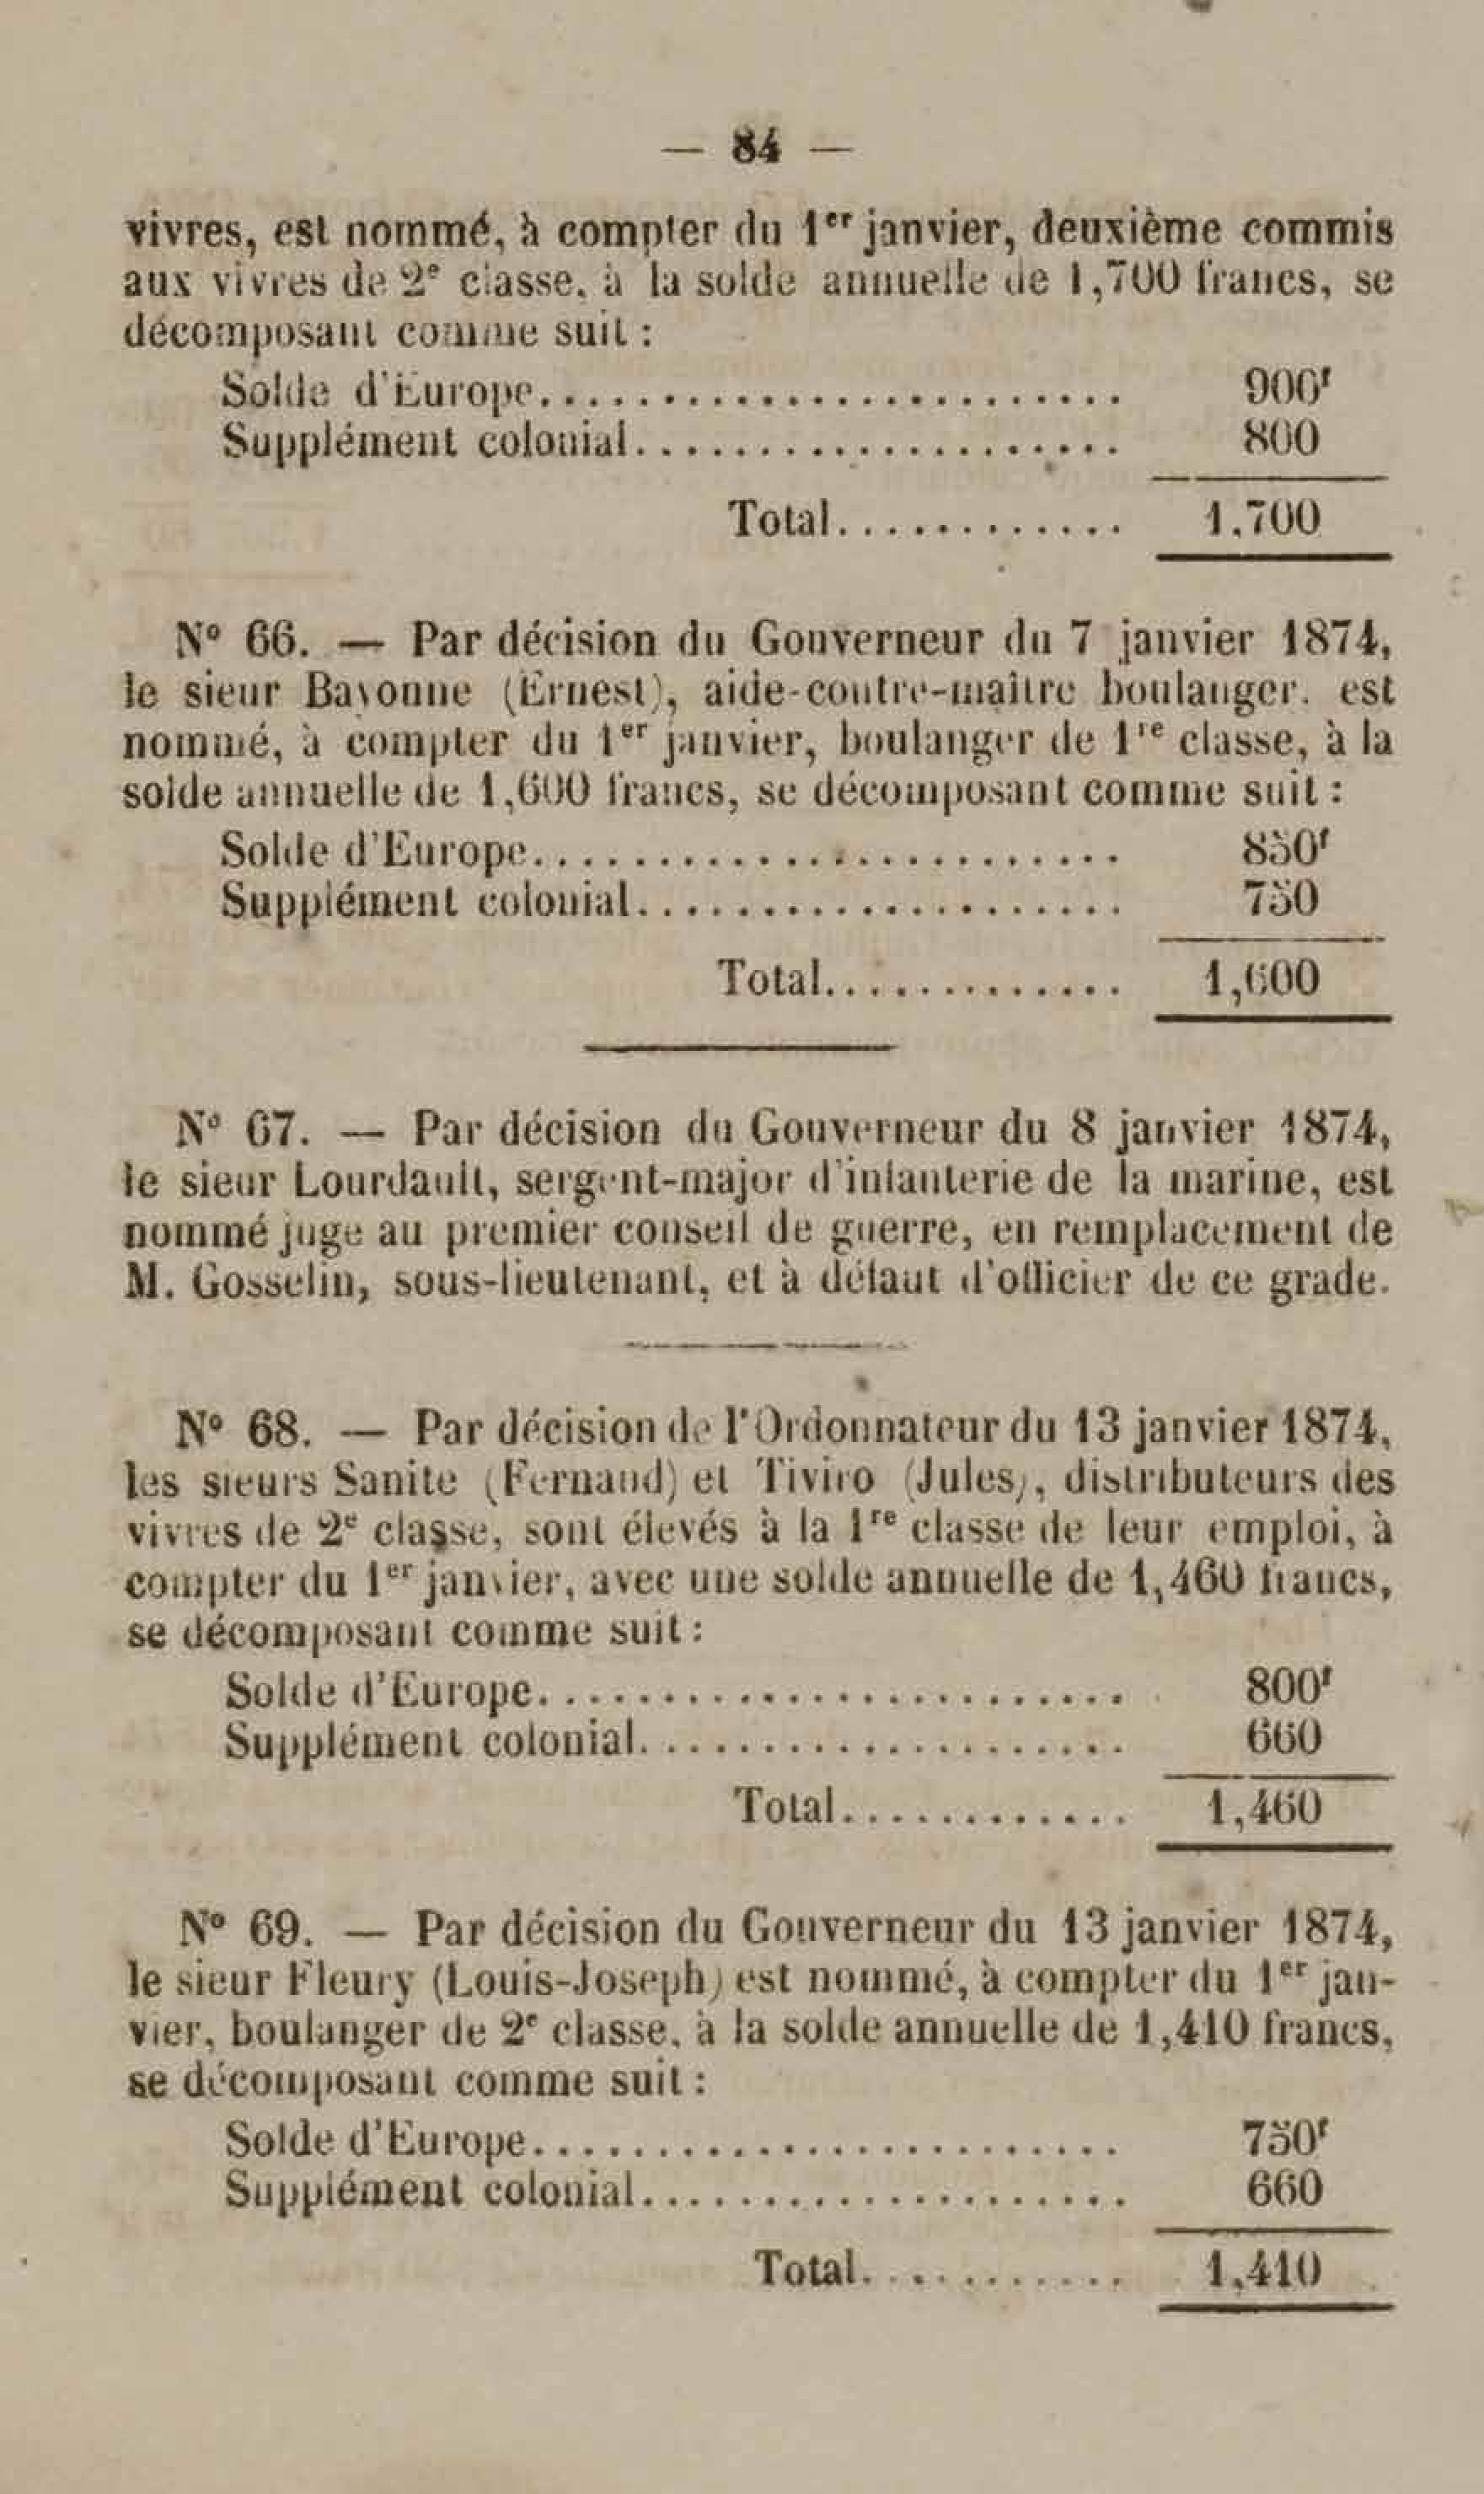 — 84 —
vivres, est nommé, à compter du 1er janvier, deuxième commis
aux vivres de 2e classe, à la solde annuelle de 1,700 francs, se
décomposant comme suit :
Solde d'Europe.......................... 900f
Supplément colonial.................... 800
Total............ 1.700
N° 66. — Par décision du Gouverneur du 7 janvier 1874,
le sieur Bayonne (Ernest), aide-contre-maître boulanger, est
nommé, à compter du 1er janvier, boulanger de 1re classe, à la
solde annuelle de 1,600 francs, se décomposant comme suit :
Solde d'Europe.......................... 850f
Supplément colonial.................... 750
Total............. 1,600
N° 67. — Par décision du Gouverneur du 8 janvier 1874,
le sieur Lourdault, sergent-major d'infanterie de la marine, est
nommé juge au premier conseil de guerre, en remplacement de
M. Gosselin, sous-lieutenant, et à défaut d'officier de ce grade.
N° 68. — Par décision de l'Ordonnateur du 13 janvier 1874,
les sieurs Sanite (Fernand) et Tiviro (Jules), distributeurs des
vivres de 2e classe, sont élevés à la 1re classe de leur emploi, à
compter du 1er janvier, avec une solde annuelle de 1,460 francs,
se décomposant comme suit :
Solde d'Europe.......................... 800f
Supplément colonial.................... 660
Total............ 1,460
N° 69. — Par décision du Gouverneur du 13 janvier 1874,
le sieur Fleury (Louis-Joseph) est nommé, à compter du 1er jan-
vier, boulanger de 2e classe, à la solde annuelle de 1,410 francs,
se décomposant comme suit :
Solde d'Europe.......................... 750f
Supplément colonial.................... 660
Total............ 1,410